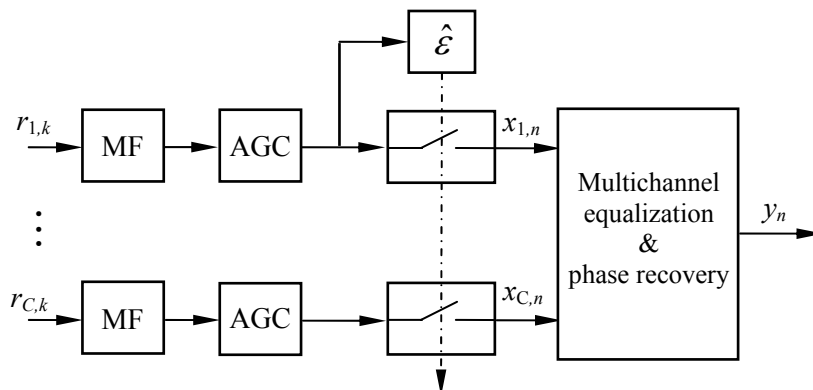 ε̂
r1,k
MF
AGC
x1,n
Multichannel
equalization
&
phase recovery
yn
rC,k
MF
AGC
xC,n